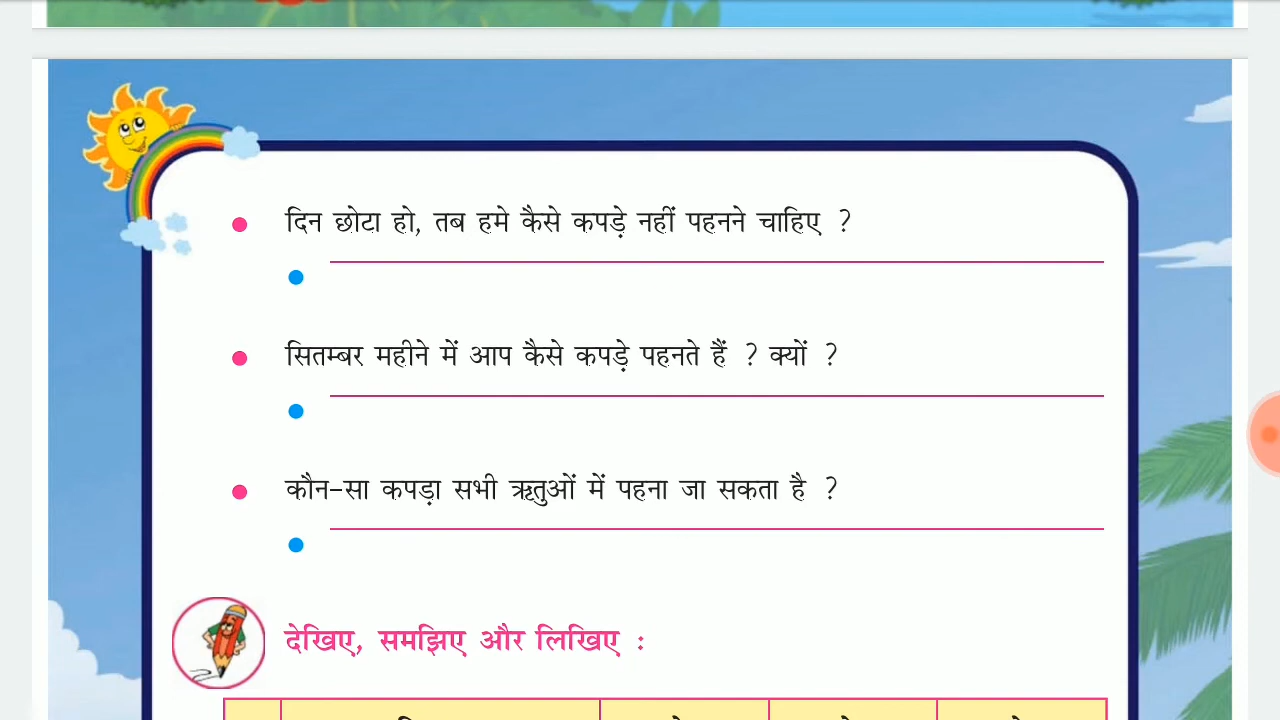 दिन छोटा हो, तब हमे कैसे कपड़े नहीं पहनने चाहिए ?
सितम्बर महीने में आप कैसे कपड़े पहनते हैं ? क्यों ?
कौन-सा कपड़ा सभी ऋतुओं में पहना जा सकता है ?
देखिए, समझिए और लिखिए :